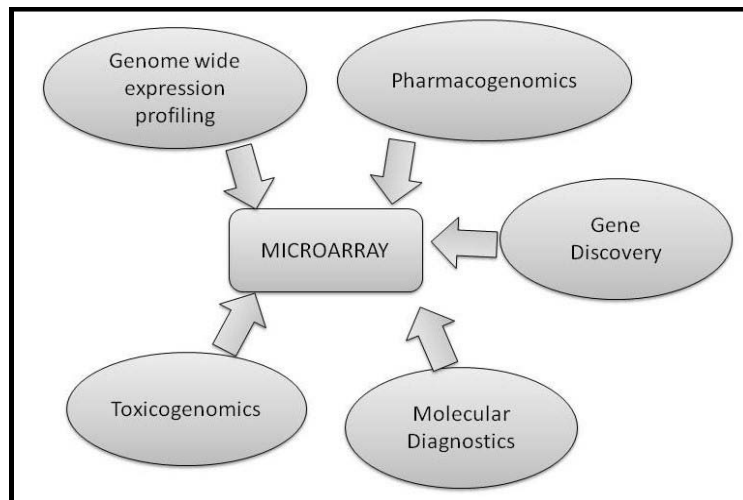 Genome wide
expression
profiling
Pharmacogenomics
MICROARRAY
Gene
Discovery
Toxicogenomics
Molecular
Diagnostics